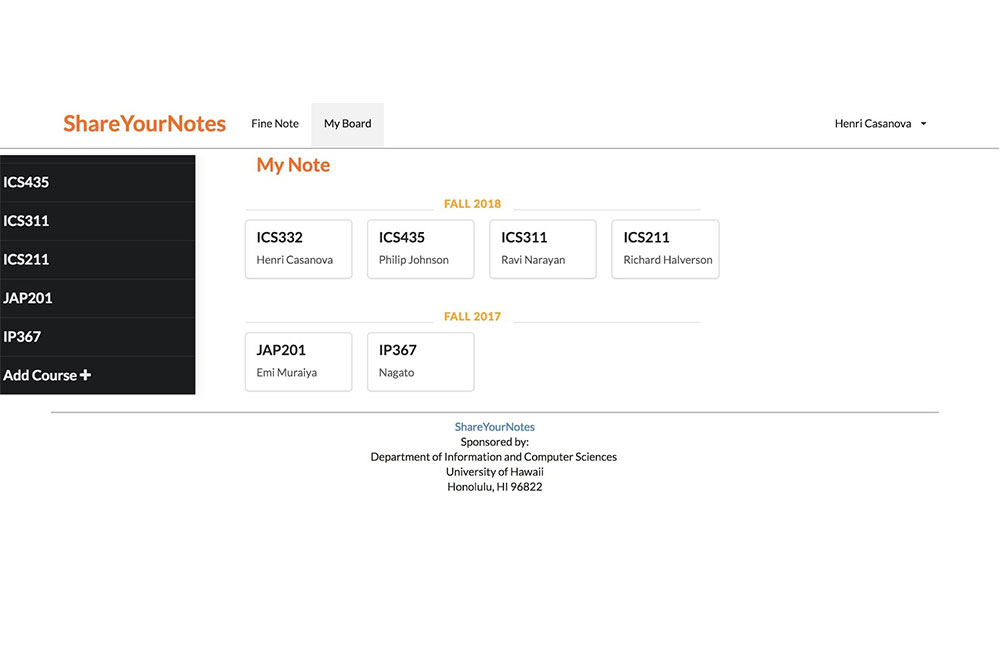 ShareYourNotes Fine Note My Board Henri Casanova
ICS435
ICS311
ICS211
JAP201
IP367
Add Course
My Note
FALL 2018
ICS332 ICS435 ICS311 ICS211
Henri Casanova Philip Johnson Ravi Narayan Richard Halverson
FALL 2017
JAP201 IP367
Emi Muraiya Nagato
ShareYourNotes
Sponsored by:
Department of Information and Computer Sciences
University of Hawaii
Honolulu, HI 96822